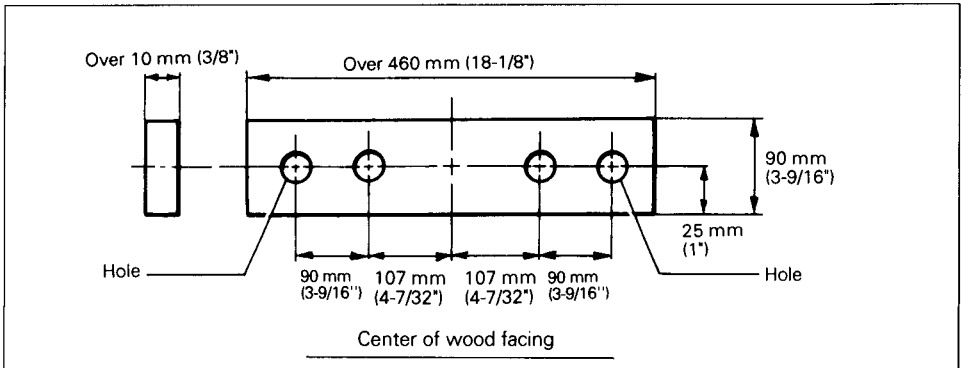 Over 10 mm (3/8")
Over 460 mm (18-1/8")
90 mm
(3-9/16")
25 mm
(1")
Hole
90 mm
(3-9/16'')
107 mm
(4-7/32")
107 mm
(4-7/32")
90 mm
(3-9/16'')
Hole
Center of wood facing